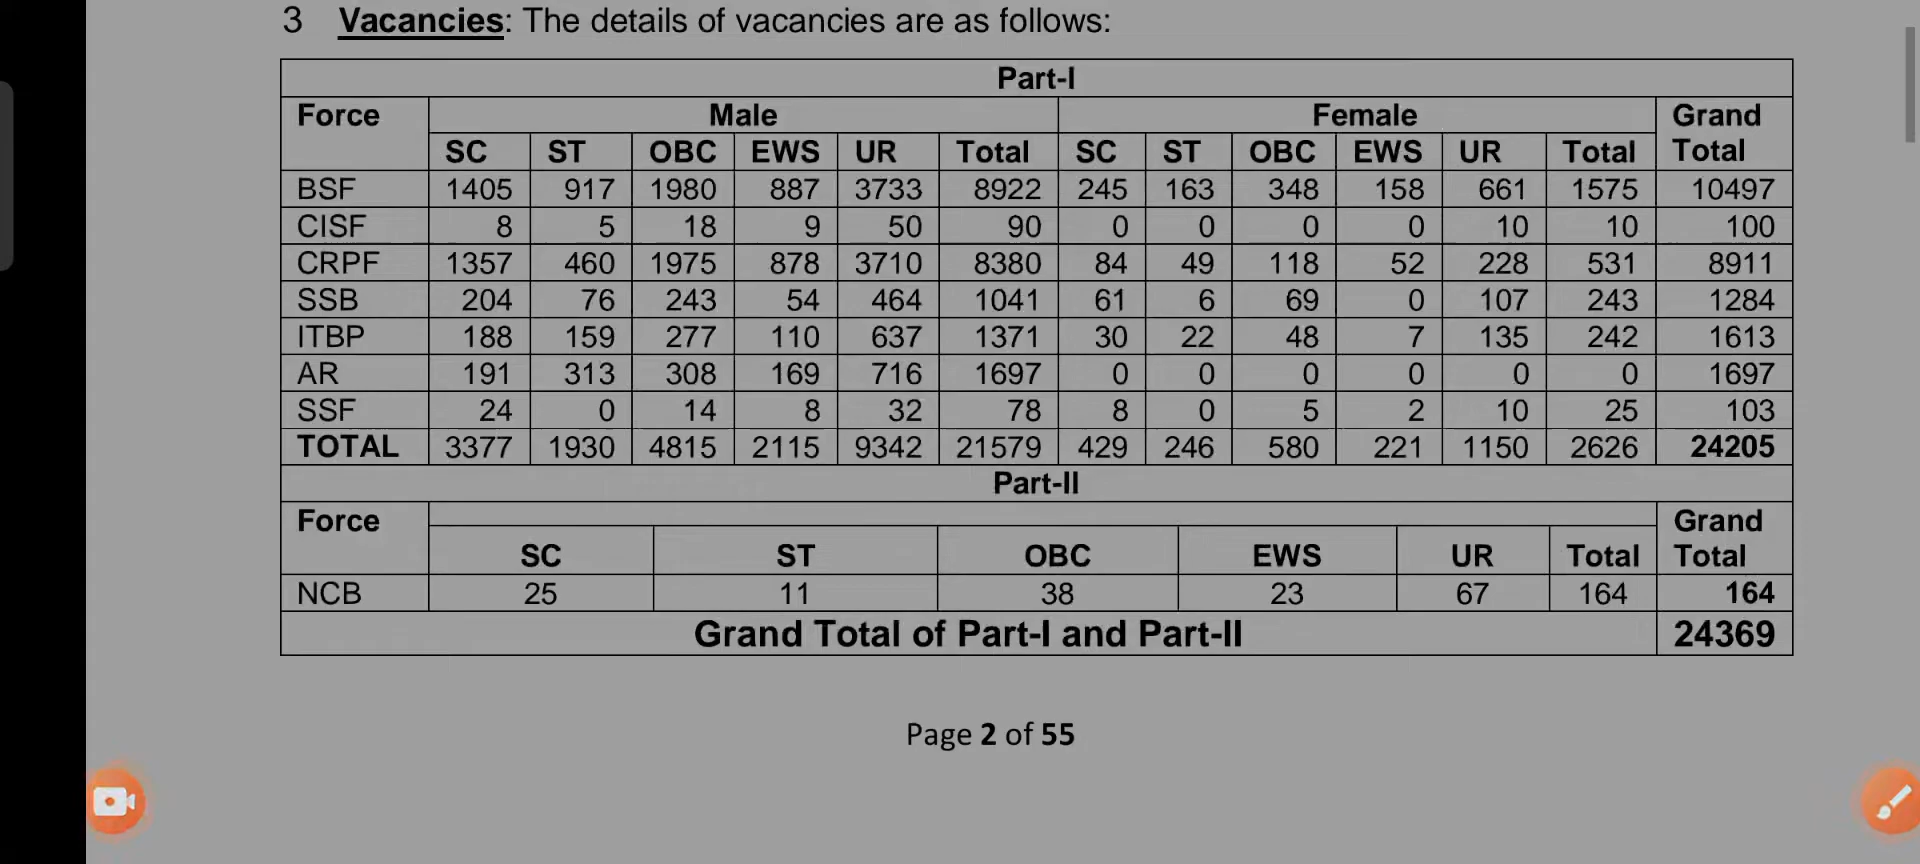 3 Vacancies: The details of vacancies are as follows:
Part-I
Force Male Female Grand Total
SC ST OBC EWS UR Total SC ST OBC EWS UR Total
BSF 1405 917 1980 887 3733 8922 245 163 348 158 661 1575 10497
CISF 8 5 18 9 50 90 0 0 0 0 10 10 100
CRPF 1357 460 1975 878 3710 8380 84 49 118 52 228 531 8911
SSB 204 76 243 54 464 1041 61 6 69 0 107 243 1284
ITBP 188 159 277 110 637 1371 30 22 48 7 135 242 1613
AR 191 313 308 169 716 1697 0 0 0 0 0 0 1697
SSF 24 0 14 8 32 78 8 0 5 2 10 25 103
TOTAL 3377 1930 4815 2115 9342 21579 429 246 580 221 1150 2626 24205
Part-II
Force Grand Total
SC ST OBC EWS UR Total
NCB 25 11 38 23 67 164 164
Grand Total of Part-I and Part-II 24369
Page 2 of 55